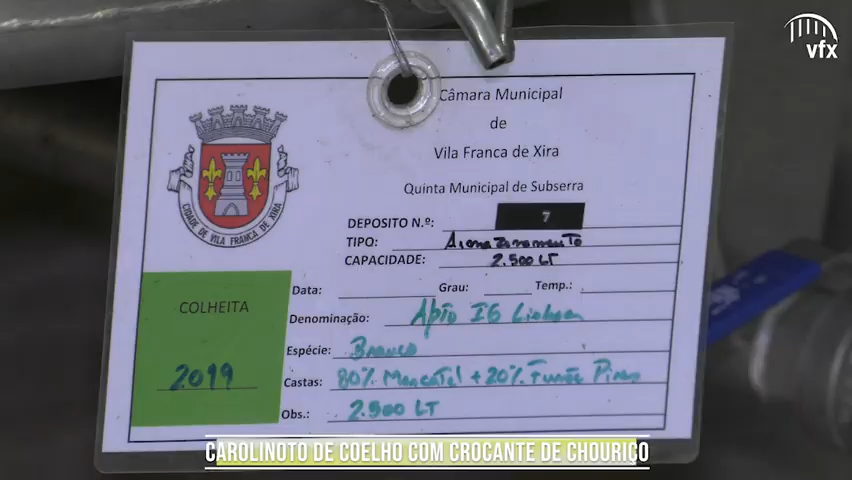 vfx
Câmara Municipal
de
Vila Franca de Xira
Quinta Municipal de Subserra
CIDADE DE VILA FRANCA DE XIRA
DEPOSITO N.º: 7
TIPO: Armazenamento
CAPACIDADE: 2.500 LT
Data: Grau: Temp.:
COLHEITA
2019
Denominação: Apto IG Lisboa
Espécie: Branco
Castas: 80% Moscatel + 20%
Obs.: 2.500 LT
CAROLINOTO DE COELHO COM CROCANTE DE CHOURIÇO